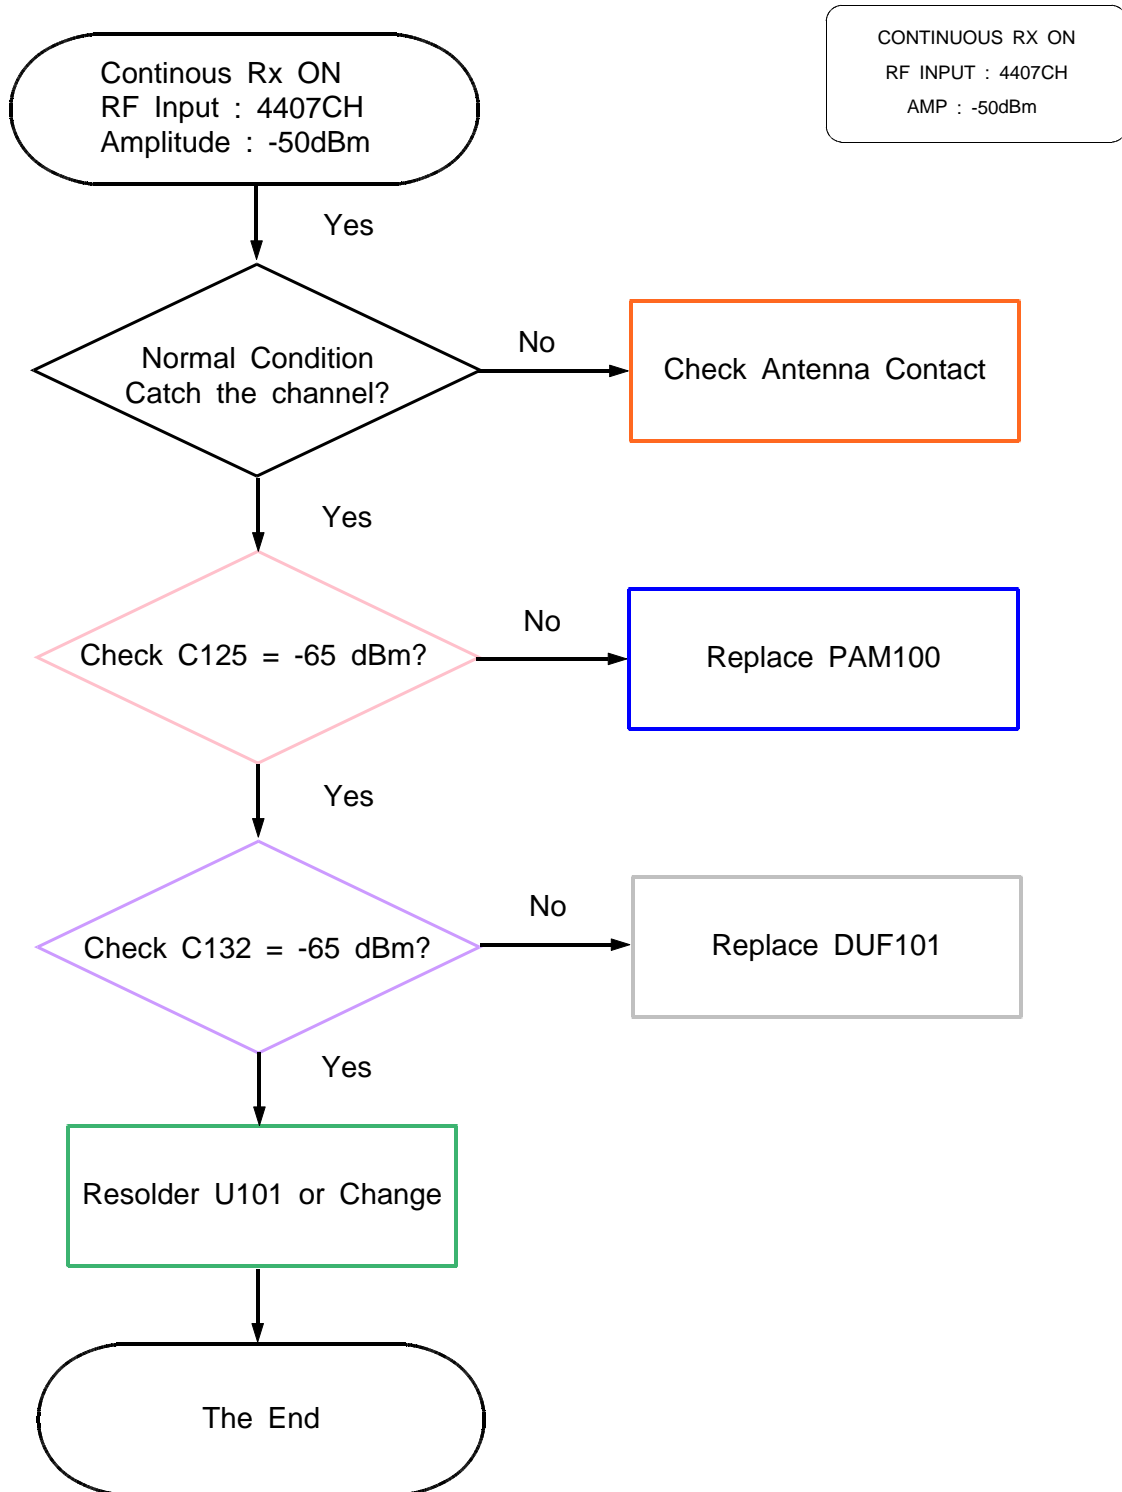 CONTINUOUS RX ON
RF INPUT : 4407CH
AMP : -50dBm
Continous Rx ON
RF Input : 4407CH
Amplitude : -50dBm
Yes
Normal Condition
Catch the channel?
No
Check Antenna Contact
Yes
Check C125 = -65 dBm?
No
Replace PAM100
Yes
Check C132 = -65 dBm?
No
Replace DUF101
Yes
Resolder U101 or Change
The End